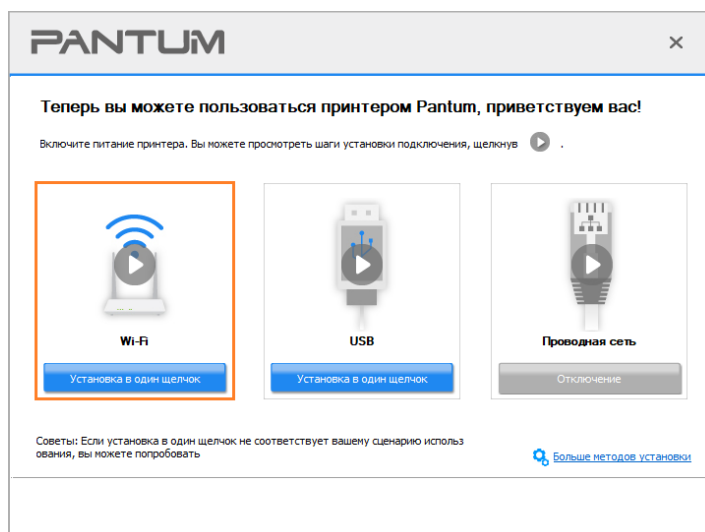 PANTUM
Теперь вы можете пользоваться принтером Pantum, приветствуем вас!
Включите питание принтера. Вы можете просмотреть шаги установки подключения, щелкнув .
Wi-Fi
USB
Проводная сеть
Установка в один щелчок
Установка в один щелчок
Отключение
Советы: Если установка в один щелчок не соответствует вашему сценарию использ
ования, вы можете попробовать
Больше методов установки